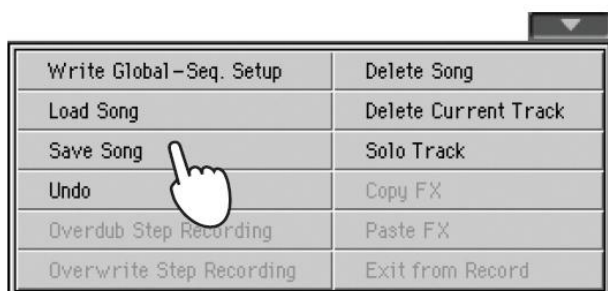 Write Global-Seq. Setup
Delete Song
Load Song
Delete Current Track
Save Song
Solo Track
Undo
Copy FX
Overdub Step Recording
Paste FX
Overwrite Step Recording
Exit from Record